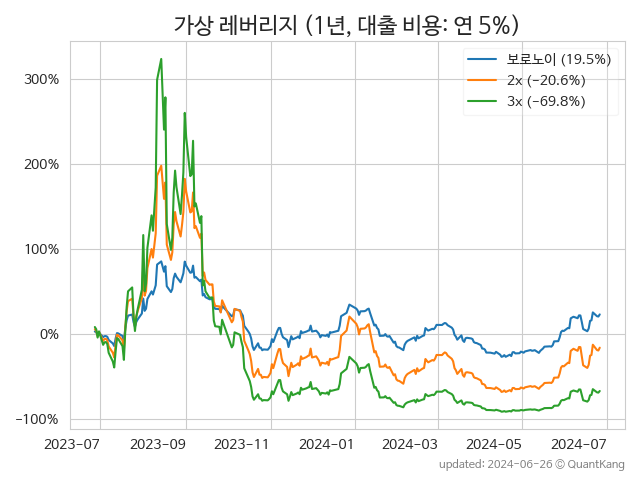 가상 레버리지 (1년, 대출 비용: 연 5%)
보로노이 (19.5%)
2x (−20.6%)
3x (−69.8%)
300%
200%
100%
0%
−100%
2023-07 2023-09 2023-11 2024-01 2024-03 2024-05 2024-07
updated: 2024-06-26 © QuantKang